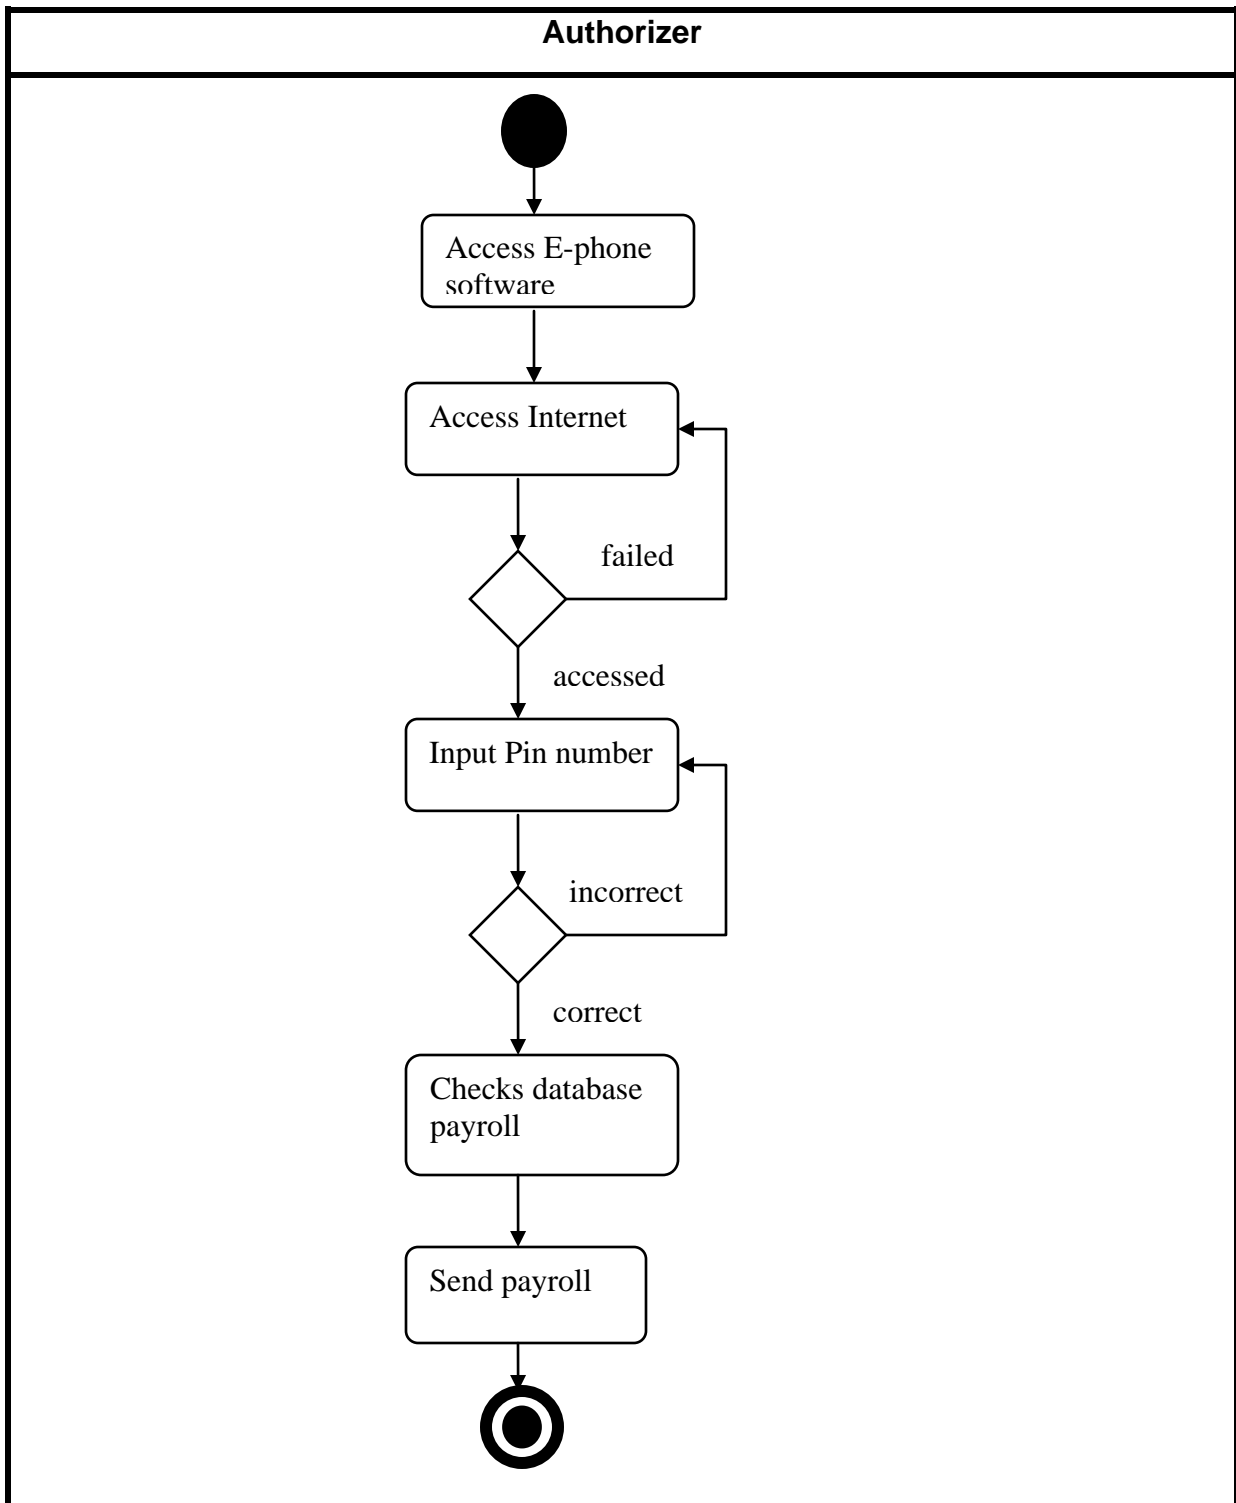 Authorizer
Access E-phone
software
Access Internet
failed
accessed
Input Pin number
incorrect
correct
Checks database
payroll
Send payroll